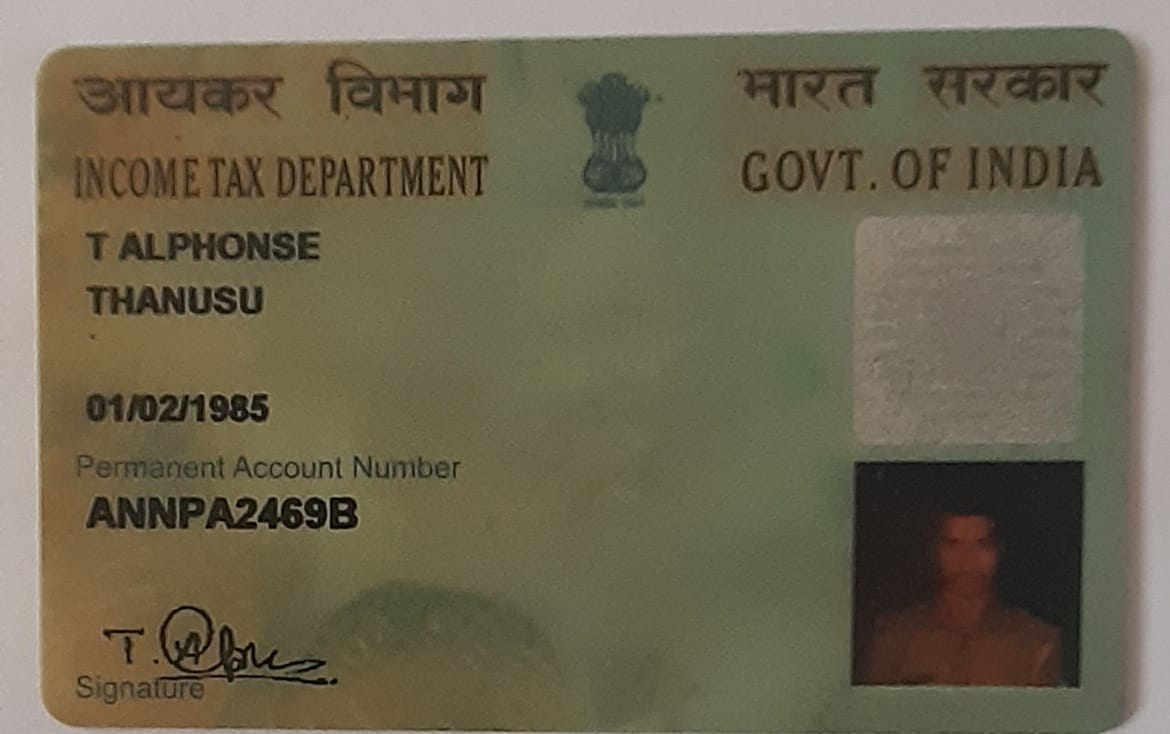 आयकर विभाग
INCOME TAX DEPARTMENT
भारत सरकार
GOVT. OF INDIA
T ALPHONSE
THANUSU
01/02/1985
Permanent Account Number
ANNPA2469B
Signature